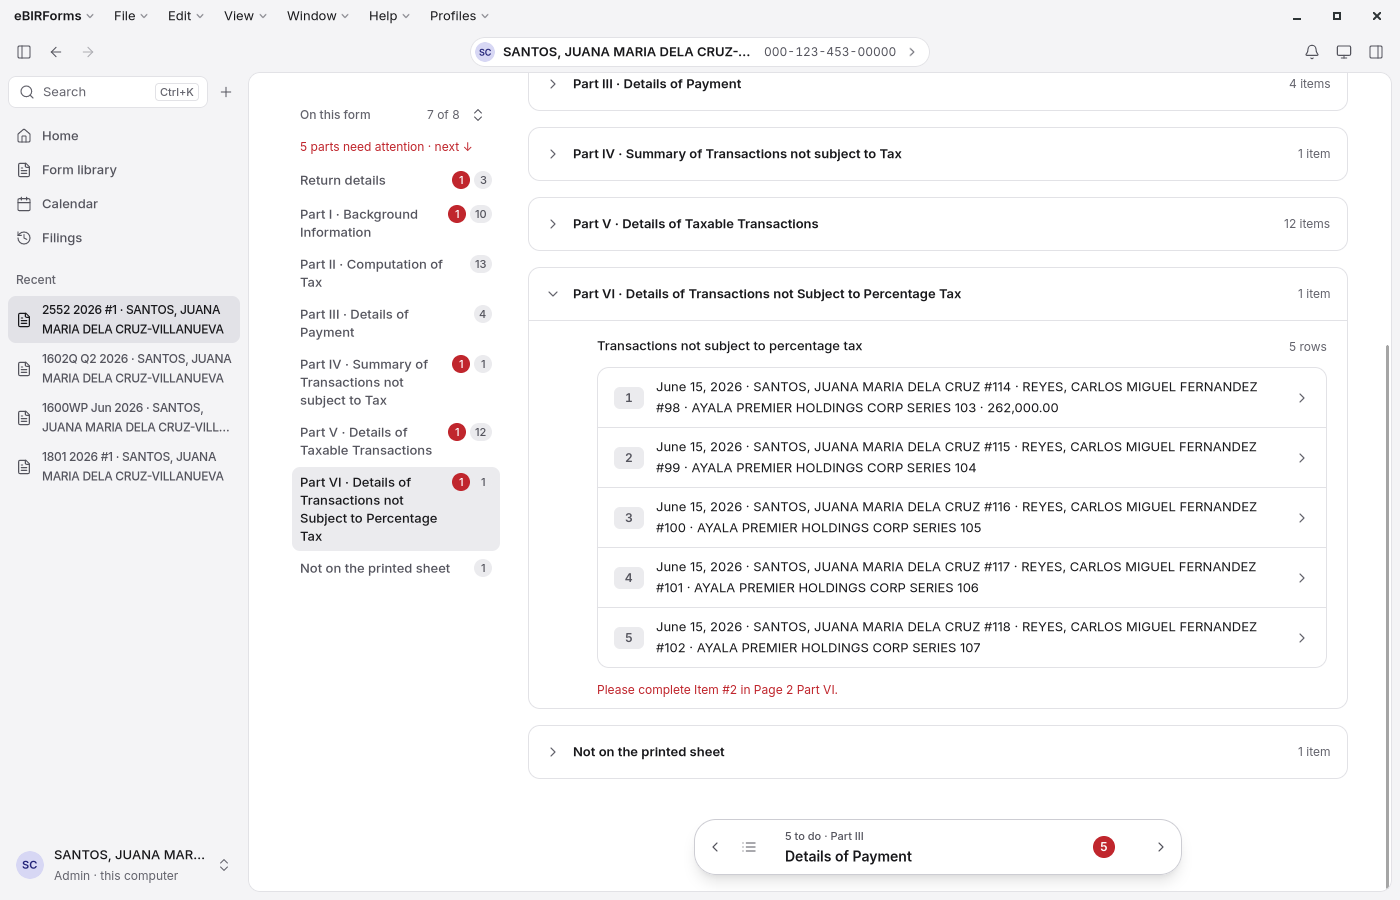 eBIRForms File Edit View Window Help Profiles
SC SANTOS, JUANA MARIA DELA CRUZ-... 000-123-453-00000
Search Ctrl+K
Home
Form library
Calendar
Filings
Recent
2552 2026 #1 · SANTOS, JUANA
MARIA DELA CRUZ-VILLANUEVA
1602Q Q2 2026 · SANTOS, JUANA
MARIA DELA CRUZ-VILLANUEVA
1600WP Jun 2026 · SANTOS,
JUANA MARIA DELA CRUZ-VILL...
1801 2026 #1 · SANTOS, JUANA
MARIA DELA CRUZ-VILLANUEVA
SC SANTOS, JUANA MAR...
Admin · this computer
On this form 7 of 8
5 parts need attention · next ↓
Return details 1 3
Part I · Background 1 10
Information
Part II · Computation of 13
Tax
Part III · Details of 4
Payment
Part IV · Summary of 1 1
Transactions not
subject to Tax
Part V · Details of 1 12
Taxable Transactions
Part VI · Details of 1 1
Transactions not
Subject to Percentage
Tax
Not on the printed sheet 1
Part III · Details of Payment 4 items
Part IV · Summary of Transactions not subject to Tax 1 item
Part V · Details of Taxable Transactions 12 items
Part VI · Details of Transactions not Subject to Percentage Tax 1 item
Transactions not subject to percentage tax 5 rows
1 June 15, 2026 · SANTOS, JUANA MARIA DELA CRUZ #114 · REYES, CARLOS MIGUEL FERNANDEZ
#98 · AYALA PREMIER HOLDINGS CORP SERIES 103 · 262,000.00
2 June 15, 2026 · SANTOS, JUANA MARIA DELA CRUZ #115 · REYES, CARLOS MIGUEL FERNANDEZ
#99 · AYALA PREMIER HOLDINGS CORP SERIES 104
3 June 15, 2026 · SANTOS, JUANA MARIA DELA CRUZ #116 · REYES, CARLOS MIGUEL FERNANDEZ
#100 · AYALA PREMIER HOLDINGS CORP SERIES 105
4 June 15, 2026 · SANTOS, JUANA MARIA DELA CRUZ #117 · REYES, CARLOS MIGUEL FERNANDEZ
#101 · AYALA PREMIER HOLDINGS CORP SERIES 106
5 June 15, 2026 · SANTOS, JUANA MARIA DELA CRUZ #118 · REYES, CARLOS MIGUEL FERNANDEZ
#102 · AYALA PREMIER HOLDINGS CORP SERIES 107
Please complete Item #2 in Page 2 Part VI.
Not on the printed sheet 1 item
5 to do · Part III
Details of Payment 5